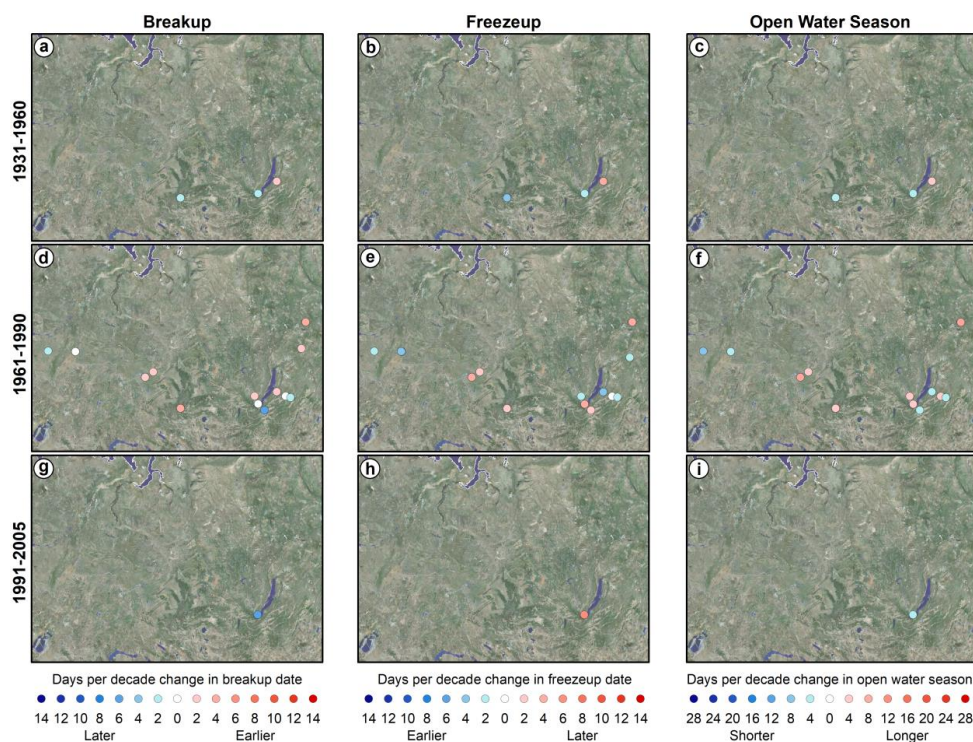 Breakup Freezeup Open Water Season
1931-1960
a b c
1961-1990
d e f
1991-2005
g h i
Days per decade change in breakup date
14 12 10 8 6 4 2 0 2 4 6 8 10 12 14
Later Earlier
Days per decade change in freezeup date
14 12 10 8 6 4 2 0 2 4 6 8 10 12 14
Earlier Later
Days per decade change in open water season
28 24 20 16 12 8 4 0 4 8 12 16 20 24 28
Shorter Longer